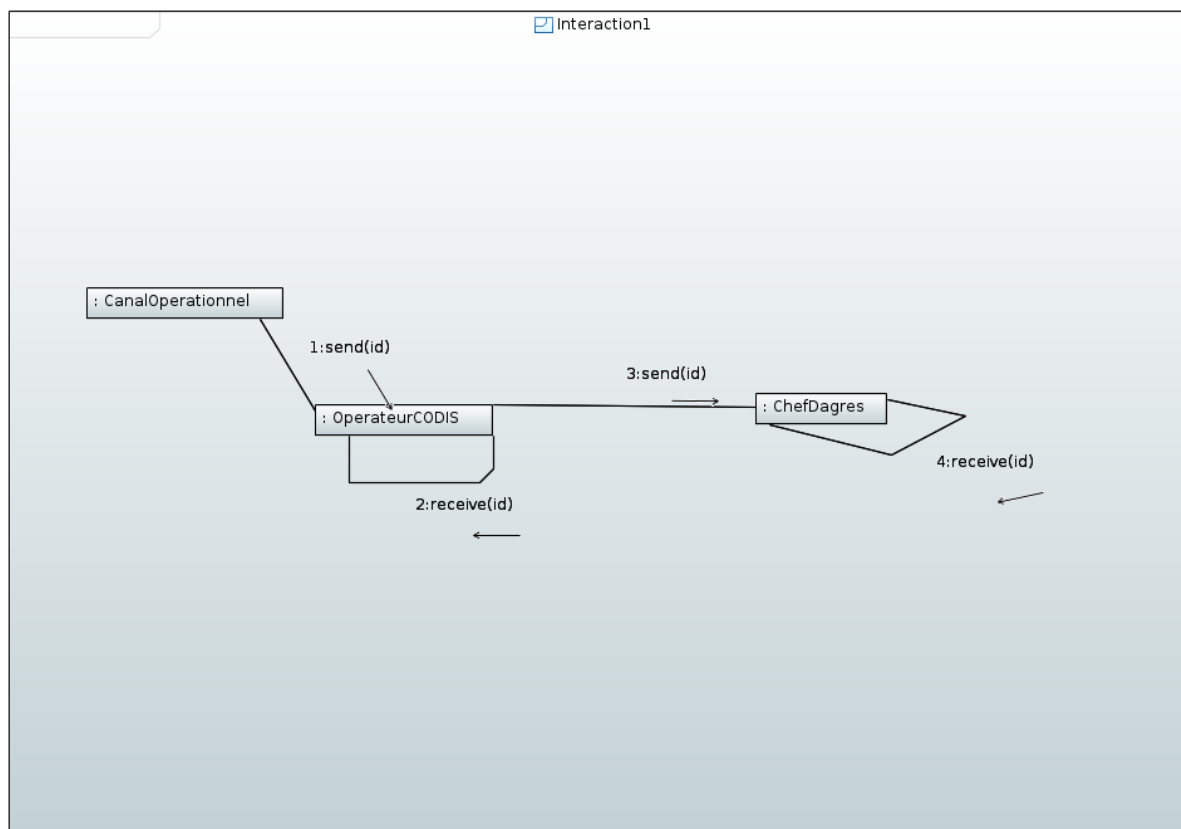 Interaction1
: CanalOperationnel
1:send(id)
3:send(id)
: ChefDagres
: OperateurCODIS
4:receive(id)
2:receive(id)